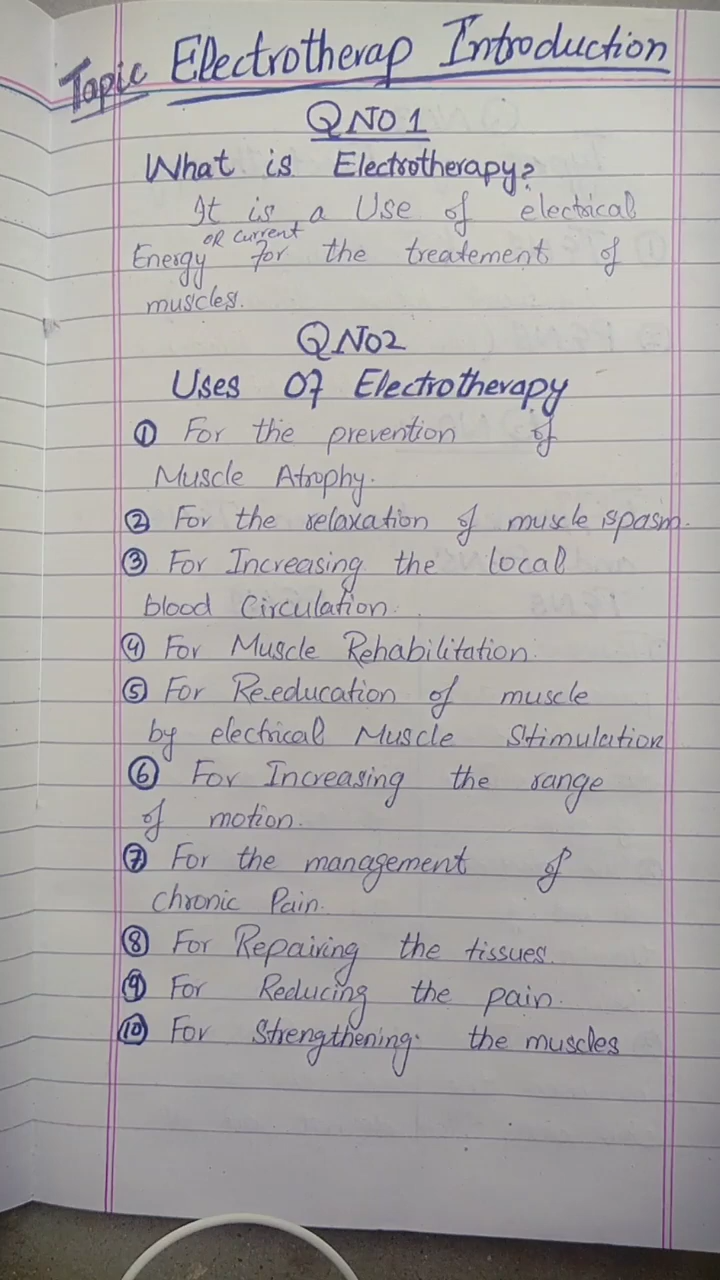 Topic Electrotherap Introduction
Q NO 1
What is Electrotherapy?
It is a Use of electrical
OR Current
Energy for the treatement of
muscles.
Q NO2
Uses Of Electrotherapy
① For the prevention of
Muscle Atrophy.
② For the relaxation of muscle spasm.
③ For Increasing the local
blood Circulation.
④ For Muscle Rehabilitation.
⑤ For Re.education of muscle
by electrical Muscle Stimulation
⑥ For Increasing the range
of motion.
⑦ For the management of
chronic Pain.
⑧ For Repairing the tissues.
⑨ For Reducing the pain.
⑩ For Strengthening. the muscles